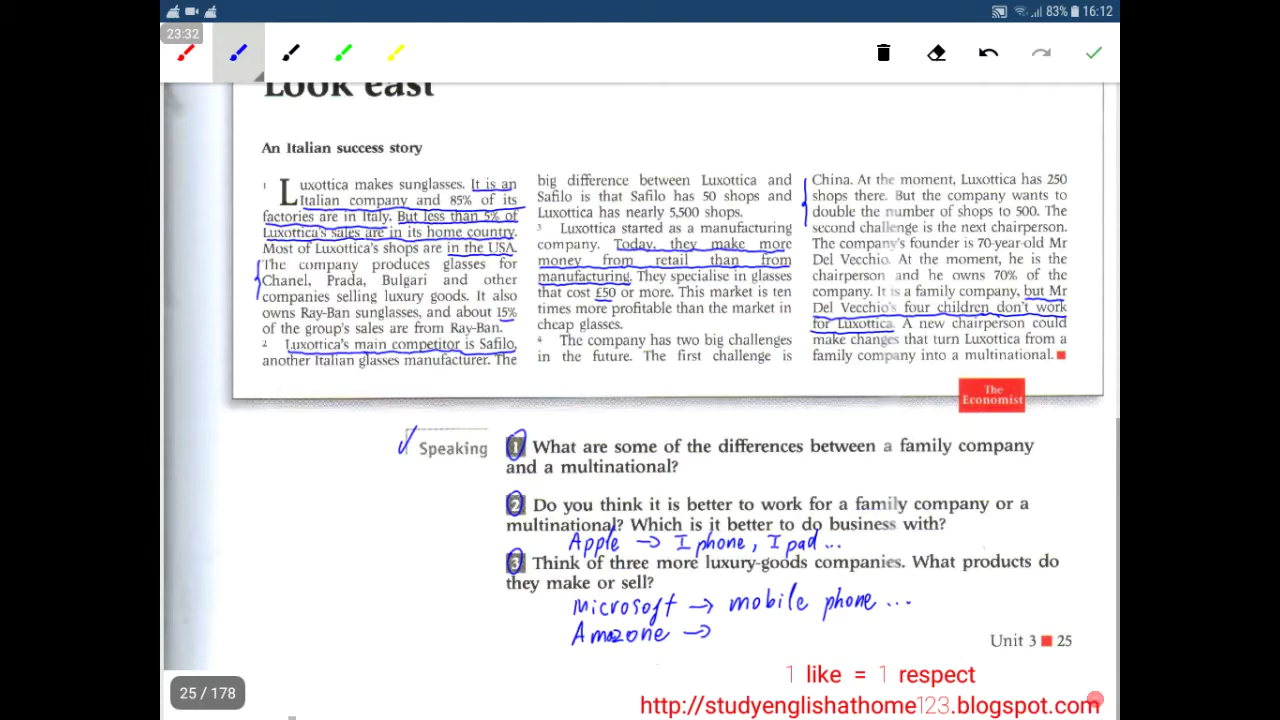 83% 16:12
23:32
Look east
An Italian success story
1 Luxottica makes sunglasses. It is an
Italian company and 85% of its
factories are in Italy. But less than 5% of
Luxottica's sales are in its home country.
Most of Luxottica's shops are in the USA.
The company produces glasses for
Chanel, Prada, Bulgari and other
companies selling luxury goods. It also
owns Ray-Ban sunglasses, and about 15%
of the group's sales are from Ray-Ban.
2 Luxottica's main competitor is Safilo,
another Italian glasses manufacturer. The
big difference between Luxottica and
Safilo is that Safilo has 50 shops and
Luxottica has nearly 5,500 shops.
3 Luxottica started as a manufacturing
company. Today, they make more
money from retail than from
manufacturing. They specialise in glasses
that cost £50 or more. This market is ten
times more profitable than the market in
cheap glasses.
4 The company has two big challenges
in the future. The first challenge is
China. At the moment, Luxottica has 250
shops there. But the company wants to
double the number of shops to 500. The
second challenge is the next chairperson.
The company's founder is 70-year-old Mr
Del Vecchio. At the moment, he is the
chairperson and he owns 70% of the
company. It is a family company, but Mr
Del Vecchio's four children don't work
for Luxottica. A new chairperson could
make changes that turn Luxottica from a
family company into a multinational.
The
Economist
Speaking
1 What are some of the differences between a family company
and a multinational?
2 Do you think it is better to work for a family company or a
multinational? Which is it better to do business with?
Apple → I phone, I pad ...
3 Think of three more luxury-goods companies. What products do
they make or sell?
Microsoft → mobile phone ...
Amazone →
Unit 3 ■ 25
25 / 178
1 like = 1 respect
http://studyenglishathome123.blogspot.com